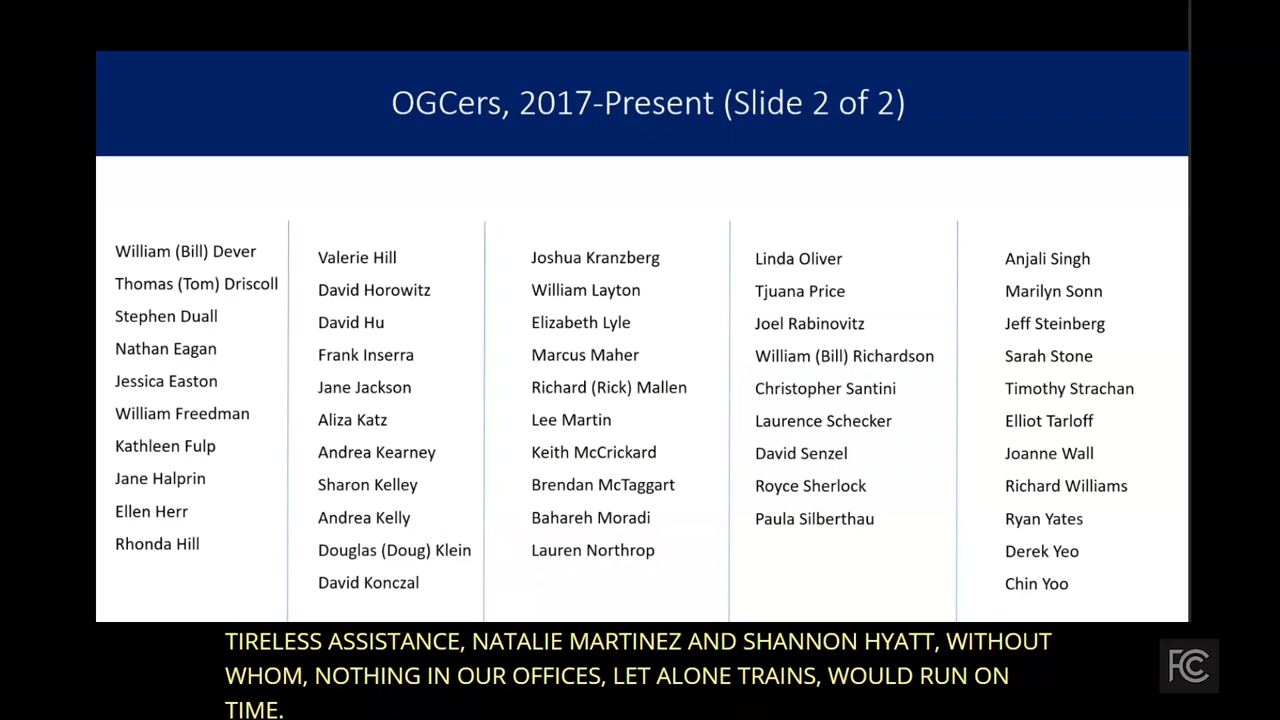 OGCers, 2017-Present (Slide 2 of 2)
William (Bill) Dever
Thomas (Tom) Driscoll
Stephen Duall
Nathan Eagan
Jessica Easton
William Freedman
Kathleen Fulp
Jane Halprin
Ellen Herr
Rhonda Hill
Valerie Hill
David Horowitz
David Hu
Frank Inserra
Jane Jackson
Aliza Katz
Andrea Kearney
Sharon Kelley
Andrea Kelly
Douglas (Doug) Klein
David Konczal
Joshua Kranzberg
William Layton
Elizabeth Lyle
Marcus Maher
Richard (Rick) Mallen
Lee Martin
Keith McCrickard
Brendan McTaggart
Bahareh Moradi
Lauren Northrop
Linda Oliver
Tjuana Price
Joel Rabinovitz
William (Bill) Richardson
Christopher Santini
Laurence Schecker
David Senzel
Royce Sherlock
Paula Silberthau
Anjali Singh
Marilyn Sonn
Jeff Steinberg
Sarah Stone
Timothy Strachan
Elliot Tarloff
Joanne Wall
Richard Williams
Ryan Yates
Derek Yeo
Chin Yoo
TIRELESS ASSISTANCE, NATALIE MARTINEZ AND SHANNON HYATT, WITHOUT
WHOM, NOTHING IN OUR OFFICES, LET ALONE TRAINS, WOULD RUN ON
TIME.
FCC